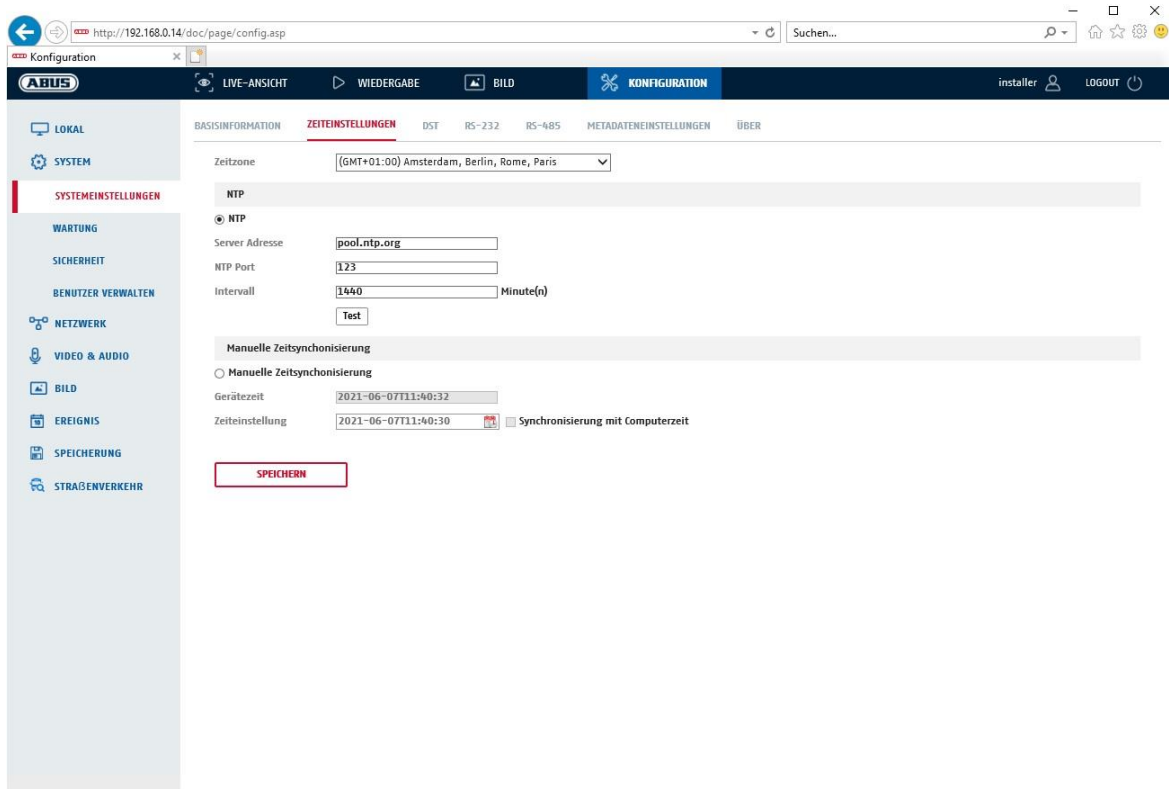 http://192.168.0.14/doc/page/config.asp
Suchen...
Konfiguration
ABUS
LIVE-ANSICHT
WIEDERGABE
BILD
KONFIGURATION
installer
LOGOUT
LOKAL
SYSTEM
SYSTEMEINSTELLUNGEN
WARTUNG
SICHERHEIT
BENUTZER VERWALTEN
NETZWERK
VIDEO & AUDIO
BILD
EREIGNIS
SPEICHERUNG
STRAßENVERKEHR
BASISINFORMATION
ZEITEINSTELLUNGEN
DST
RS-232
RS-485
METADATENEINSTELLUNGEN
ÜBER
Zeitzone (GMT+01:00) Amsterdam, Berlin, Rome, Paris
NTP
NTP
Server Adresse pool.ntp.org
NTP Port 123
Intervall 1440 Minute(n)
Test
Manuelle Zeitsynchonisierung
Manuelle Zeitsynchonisierung
Gerätezeit 2021-06-07T11:40:32
Zeiteinstellung 2021-06-07T11:40:30 Synchronisierung mit Computerzeit
SPEICHERN